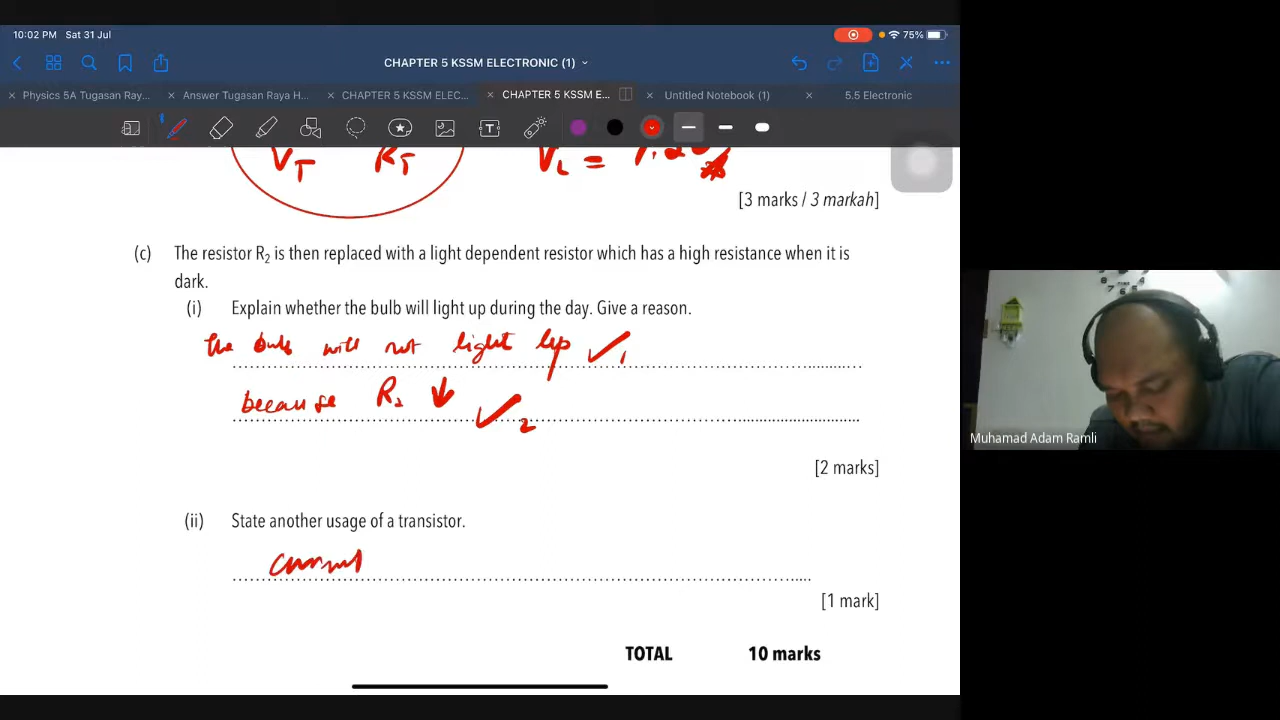 10:02 PM Sat 31 Jul
75%
CHAPTER 5 KSSM ELECTRONIC (1)
Physics 5A Tugasan Ray...
Answer Tugasan Raya H...
CHAPTER 5 KSSM ELEC...
CHAPTER 5 KSSM E...
Untitled Notebook (1)
5.5 Electronic
V_T R_T V_L =
[3 marks / 3 markah]
(c) The resistor R₂ is then replaced with a light dependent resistor which has a high resistance when it is
dark.
(i) Explain whether the bulb will light up during the day. Give a reason.
the bulb will not light up ✓ 1
because R₂ ↓ ✓ 2
[2 marks]
(ii) State another usage of a transistor.
current
[1 mark]
TOTAL 10 marks
Muhamad Adam Ramli